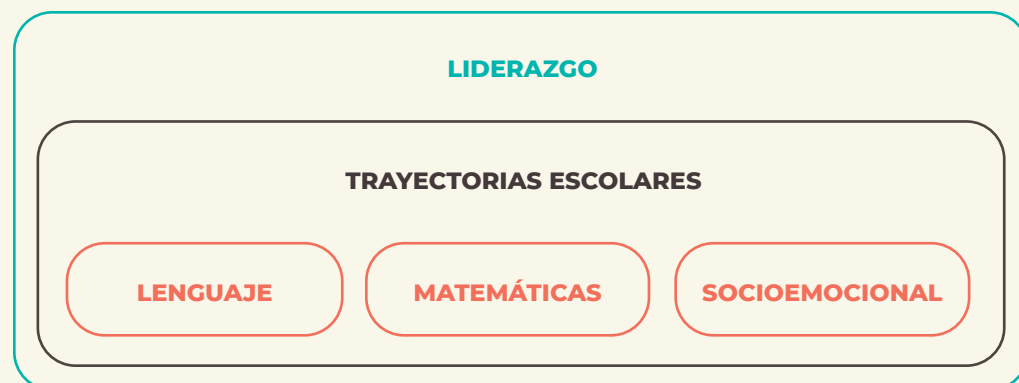 LIDERAZGO
TRAYECTORIAS ESCOLARES
LENGUAJE
MATEMÁTICAS
SOCIOEMOCIONAL